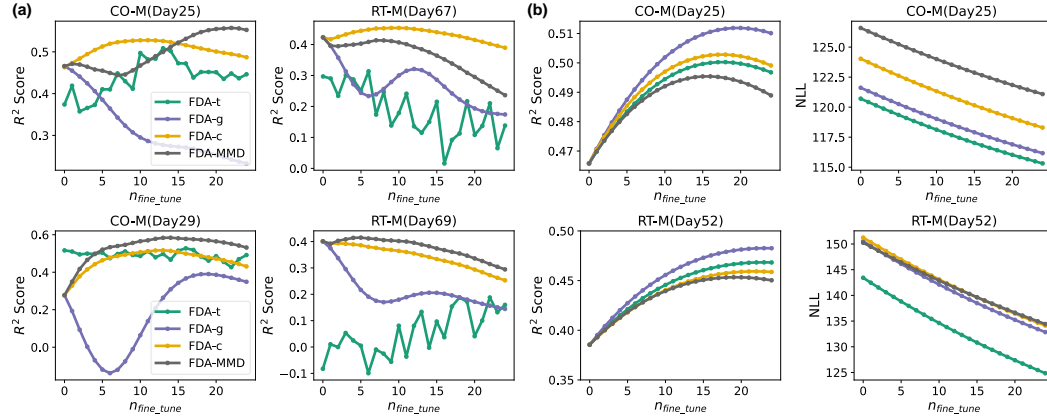 (a)
CO-M(Day25)
R² Score
0.5
0.4
0.3
0
5
10
15
20
n_fine_tune
FDA-t
FDA-g
FDA-c
FDA-MMD
RT-M(Day67)
R² Score
0.4
0.3
0.2
0.1
0.0
0
5
10
15
20
n_fine_tune
(b)
CO-M(Day25)
R² Score
0.51
0.50
0.49
0.48
0.47
0
5
10
15
20
n_fine_tune
CO-M(Day25)
NLL
125.0
122.5
120.0
117.5
115.0
0
5
10
15
20
n_fine_tune
CO-M(Day29)
R² Score
0.6
0.4
0.2
0.0
0
5
10
15
20
n_fine_tune
FDA-t
FDA-g
FDA-c
FDA-MMD
RT-M(Day69)
R² Score
0.4
0.3
0.2
0.1
0.0
−0.1
0
5
10
15
20
n_fine_tune
RT-M(Day52)
R² Score
0.50
0.45
0.40
0.35
0
5
10
15
20
n_fine_tune
RT-M(Day52)
NLL
150
145
140
135
130
125
0
5
10
15
20
n_fine_tune